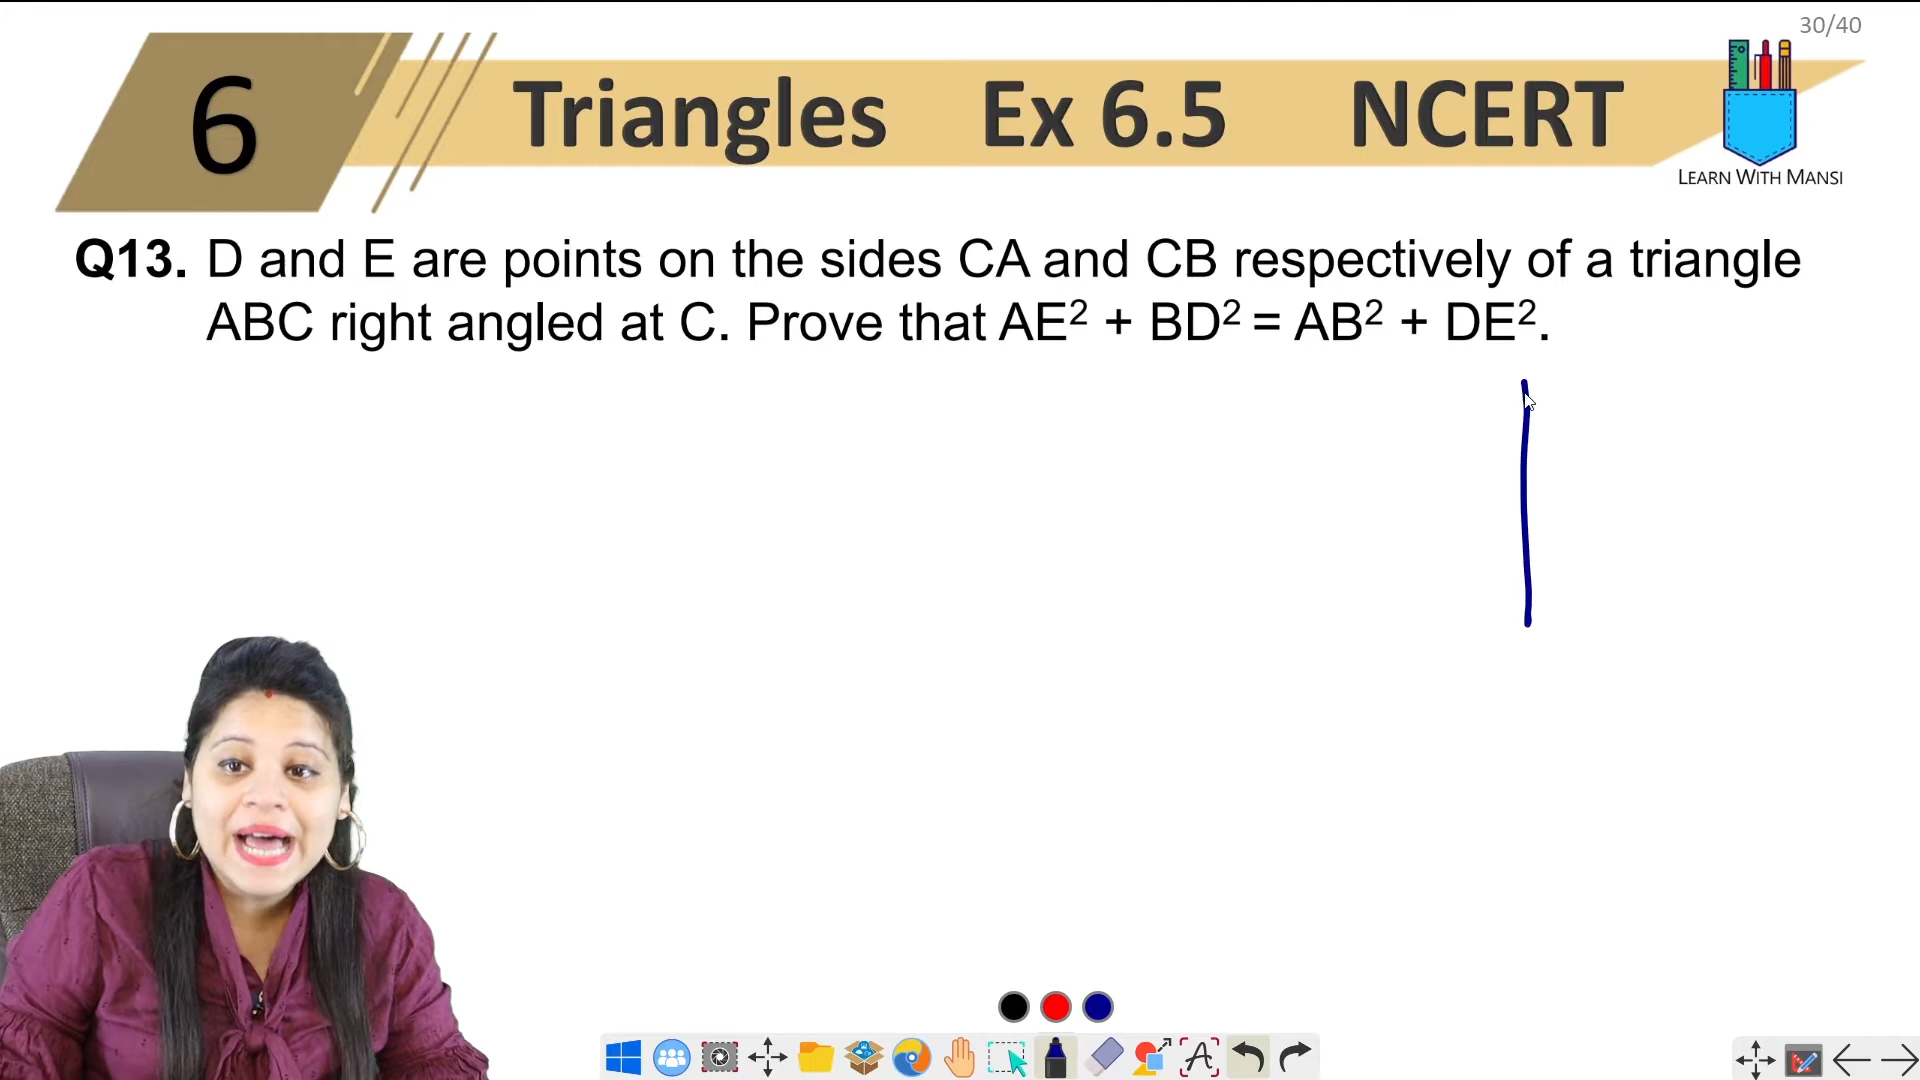 30/40
6 Triangles Ex 6.5 NCERT
LEARN WITH MANSI
Q13. D and E are points on the sides CA and CB respectively of a triangle
ABC right angled at C. Prove that AE² + BD² = AB² + DE².